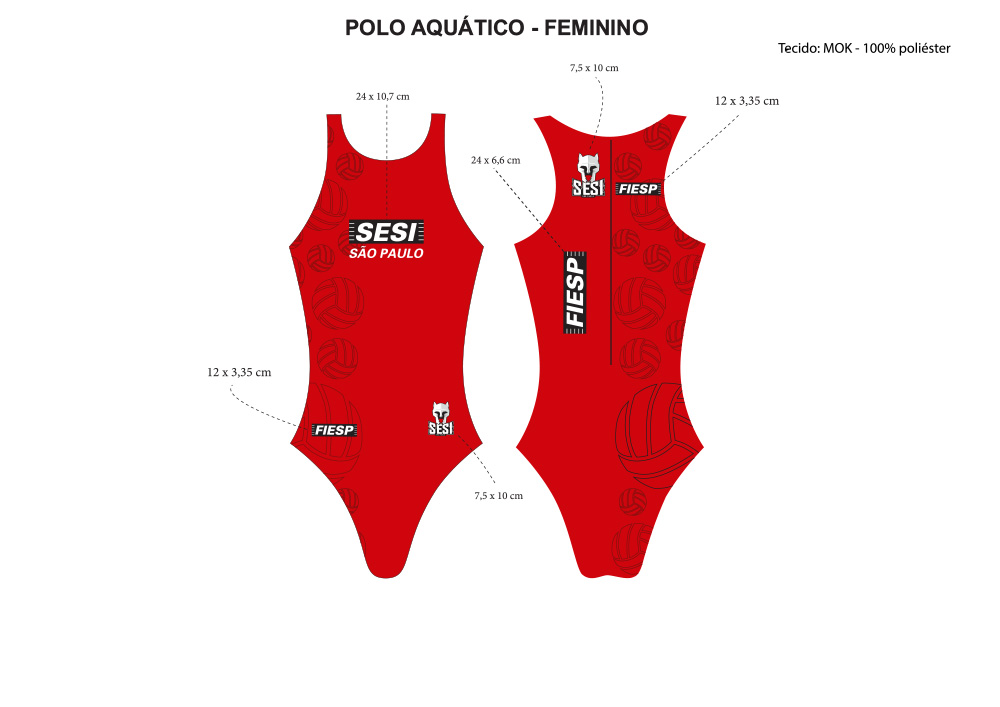 POLO AQUÁTICO - FEMININO
Tecido: MOK - 100% poliéster
7,5 x 10 cm
24 x 10,7 cm
12 x 3,35 cm
24 x 6,6 cm
SESI
FIESP
SESI
SÃO PAULO
FIESP
12 x 3,35 cm
FIESP
SESI
7,5 x 10 cm